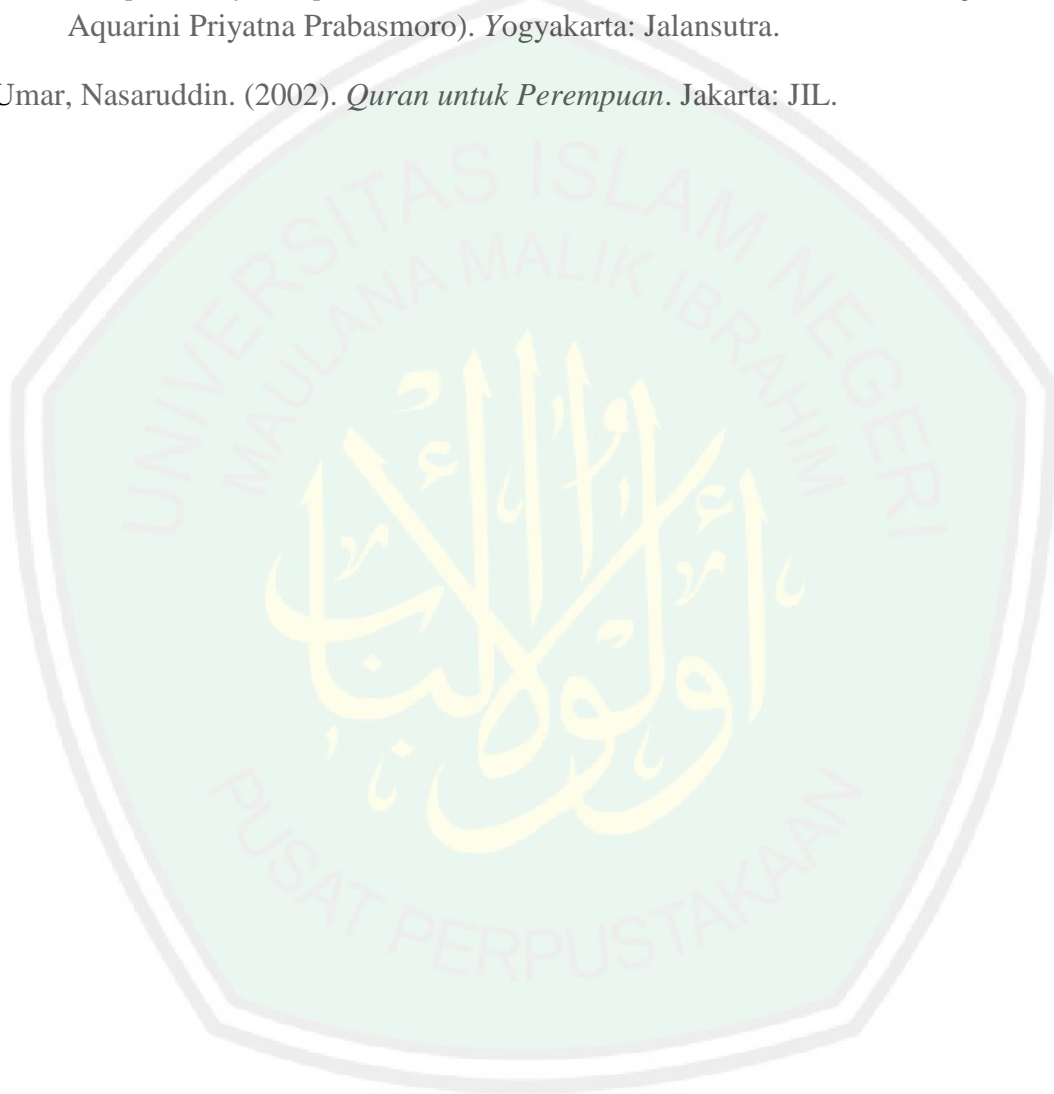 Aquarini Priyatna Prabasmoro). Yogyakarta: Jalansutra.
Umar, Nasaruddin. (2002). Quran untuk Perempuan. Jakarta: JIL.
UNIVERSITAS ISLAM NEGERI
MAULANA MALIK IBRAHIM
أولوا الألباب
PUSAT PERPUSTAKAAN